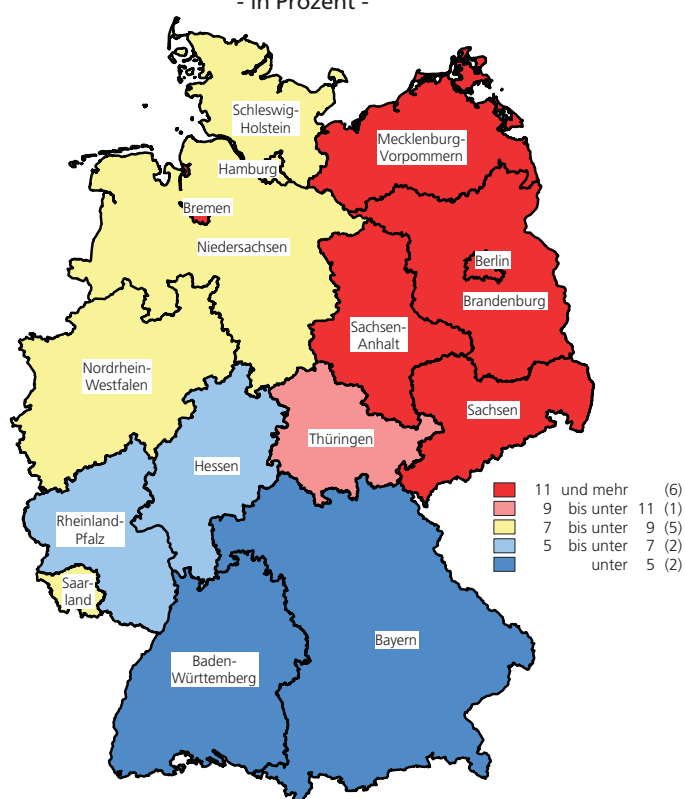 - in Prozent -
Schleswig-
Holstein
Mecklenburg-
Vorpommern
Hamburg
Bremen
Niedersachsen
Berlin
Brandenburg
Sachsen-
Anhalt
Nordrhein-
Westfalen
Sachsen
Thüringen
Hessen
Rheinland-
Pfalz
Saar-
land
Bayern
Baden-
Württemberg
11 und mehr (6)
9 bis unter 11 (1)
7 bis unter 9 (5)
5 bis unter 7 (2)
unter 5 (2)